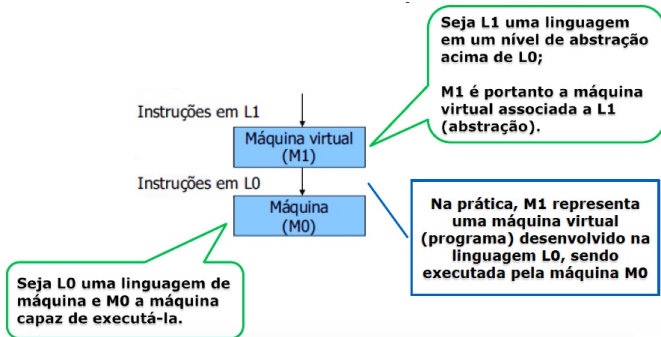 Seja L1 uma linguagem
em um nível de abstração
acima de L0;
M1 é portanto a máquina
virtual associada a L1
(abstração).
Instruções em L1
Máquina virtual
(M1)
Instruções em L0
Máquina
(M0)
Na prática, M1 representa
uma máquina virtual
(programa) desenvolvido na
linguagem L0, sendo
executada pela máquina M0
Seja L0 uma linguagem de
máquina e M0 a máquina
capaz de executá-la.